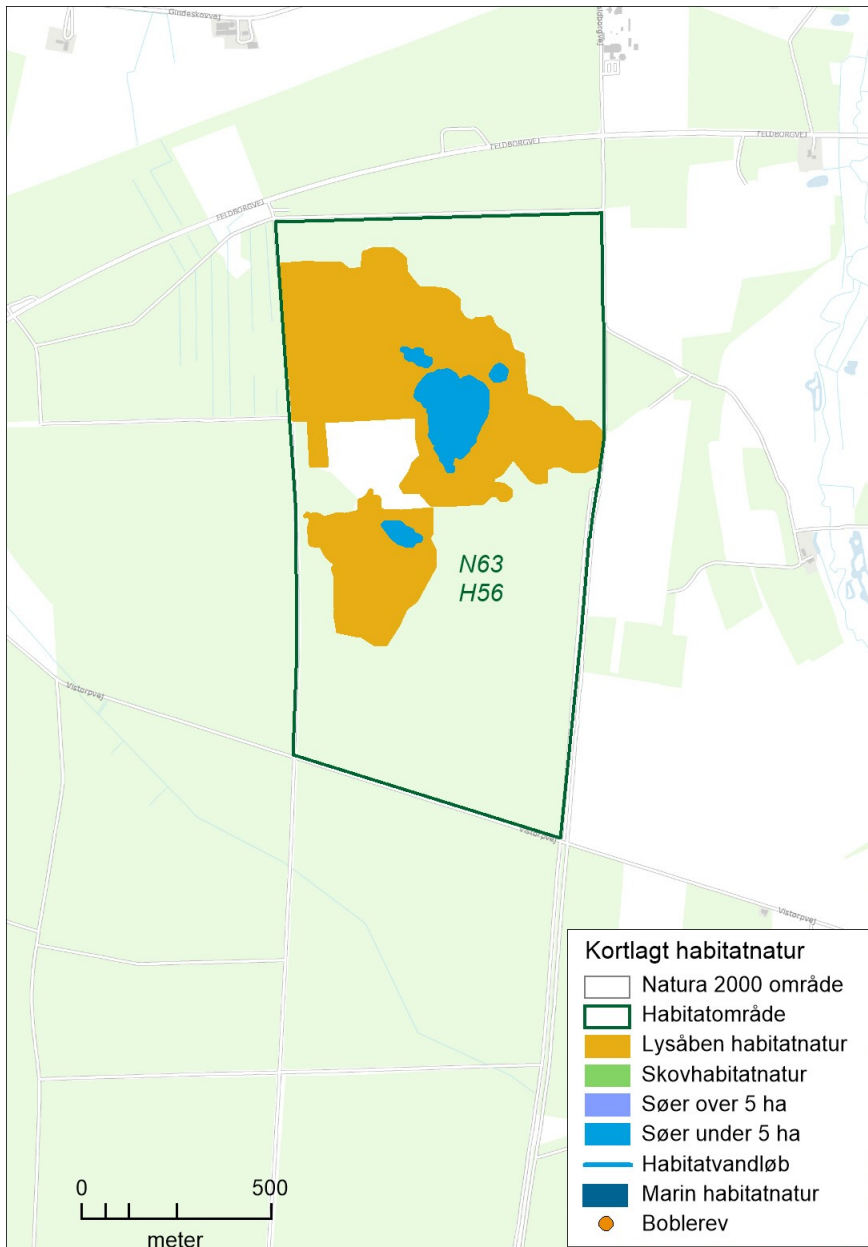 Gindeskovvej
FELDBORGVEJ
FELDBORGVEJ
FELDBORGVEJ
N63
H56
Vistorpvej
Vistorpvej
Vistorpvej
Kortlagt habitatnatur
Natura 2000 område
Habitatområde
Lysåben habitatnatur
Skovhabitatnatur
Søer over 5 ha
Søer under 5 ha
Habitatvandløb
Marin habitatnatur
Boblerev
0 500
meter